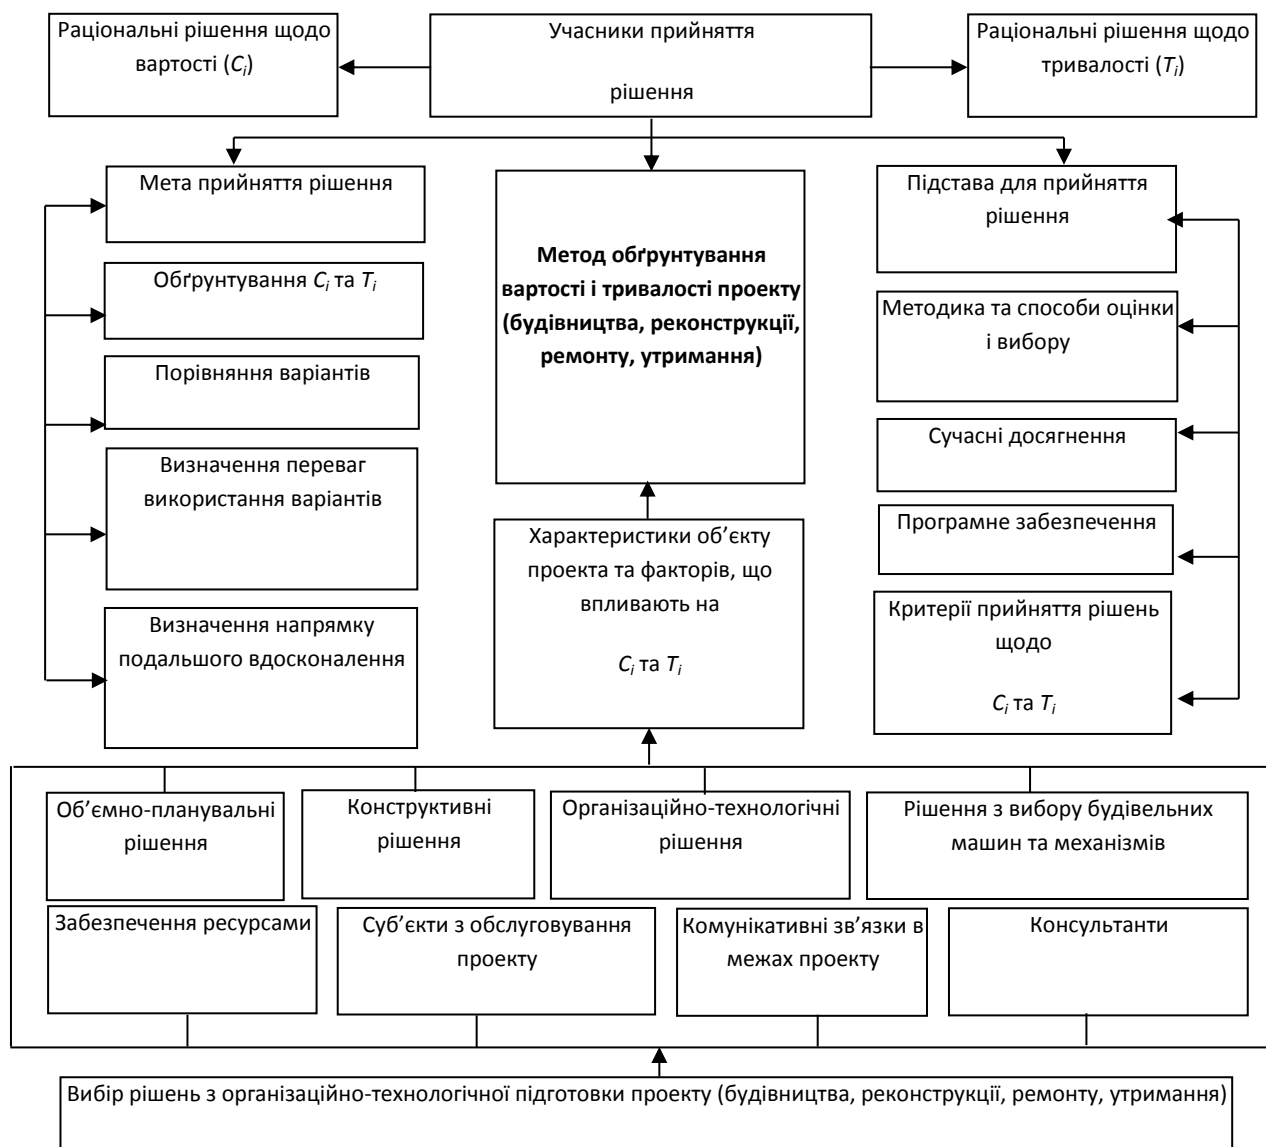 Раціональні рішення щодо
вартості (Ci)
Учасники прийняття
рішення
Раціональні рішення щодо
тривалості (Ti)
Мета прийняття рішення
Обґрунтування Ci та Ti
Порівняння варіантів
Визначення переваг
використання варіантів
Визначення напрямку
подальшого вдосконалення
Метод обґрунтування
вартості і тривалості проекту
(будівництва, реконструкції,
ремонту, утримання)
Характеристики об’єкту
проекта та факторів, що
впливають на
Ci та Ti
Підстава для прийняття
рішення
Методика та способи оцінки
і вибору
Сучасні досягнення
Програмне забезпечення
Критерії прийняття рішень
щодо
Ci та Ti
Об’ємно-планувальні
рішення
Конструктивні
рішення
Організаційно-технологічні
рішення
Рішення з вибору будівельних
машин та механізмів
Забезпечення ресурсами
Суб’єкти з обслуговування
проекту
Комунікативні зв’язки в
межах проекту
Консультанти
Вибір рішень з організаційно-технологічної підготовки проекту (будівництва, реконструкції, ремонту, утримання)